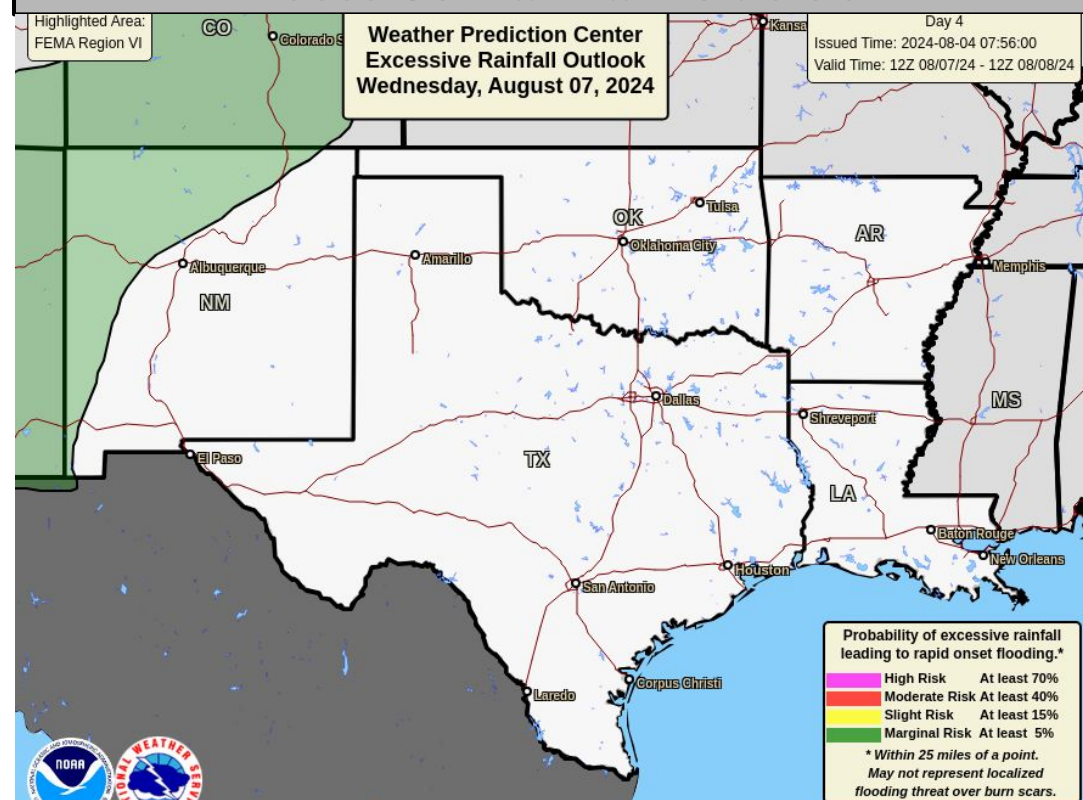 Highlighted Area:
FEMA Region VI
Weather Prediction Center
Excessive Rainfall Outlook
Wednesday, August 07, 2024
Day 4
Issued Time: 2024-08-04 07:56:00
Valid Time: 12Z 08/07/24 - 12Z 08/08/24
CO
Colorado S
Kansa
Tulsa
OK
Oklahoma City
AR
Amarillo
Albuquerque
Memphis
NM
Dallas
MS
Shreveport
El Paso
TX
LA
Baton Rouge
New Orleans
Houston
San Antonio
Corpus Christi
Laredo
Probability of excessive rainfall
leading to rapid onset flooding.*
High Risk At least 70%
Moderate Risk At least 40%
Slight Risk At least 15%
Marginal Risk At least 5%
* Within 25 miles of a point.
May not represent localized
flooding threat over burn scars.
NOAA
WEATHER